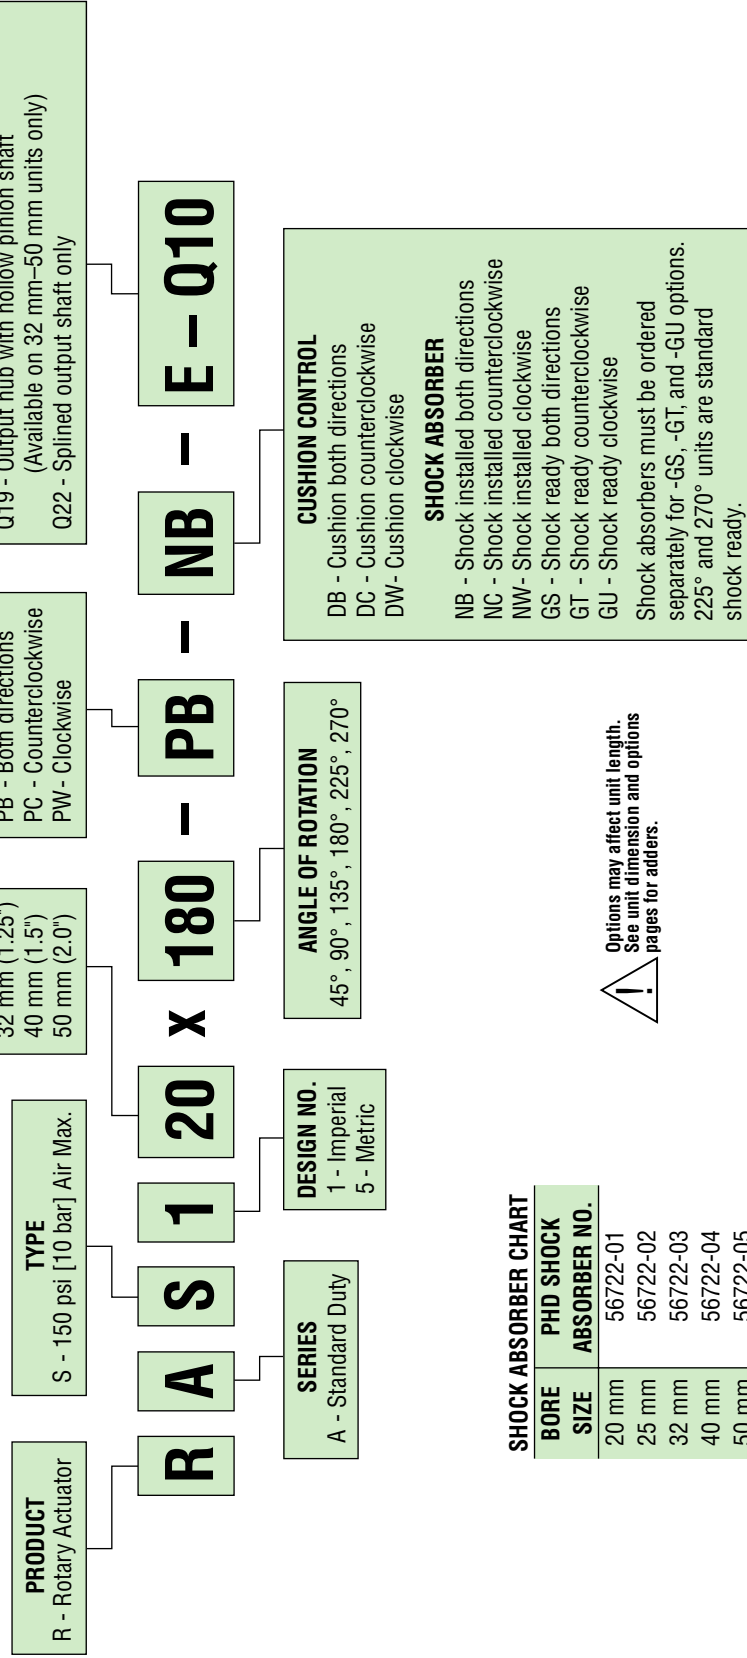 PRODUCT
R - Rotary Actuator
TYPE
S - 150 psi [10 bar] Air Max.
32 mm (1.25")
40 mm (1.5")
50 mm (2.0")
PB - Both directions
PC - Counterclockwise
PW- Clockwise
Q19 - Output hub with hollow pinion shaft
(Available on 32 mm–50 mm units only)
Q22 - Splined output shaft only
R A S 1 20 x 180 – PB – NB – E – Q10
SERIES
A - Standard Duty
DESIGN NO.
1 - Imperial
5 - Metric
ANGLE OF ROTATION
45°, 90°, 135°, 180°, 225°, 270°
CUSHION CONTROL
DB - Cushion both directions
DC - Cushion counterclockwise
DW- Cushion clockwise
SHOCK ABSORBER
NB - Shock installed both directions
NC - Shock installed counterclockwise
NW- Shock installed clockwise
GS - Shock ready both directions
GT - Shock ready counterclockwise
GU - Shock ready clockwise
Shock absorbers must be ordered
separately for -GS, -GT, and -GU options.
225° and 270° units are standard
shock ready.
SHOCK ABSORBER CHART
BORE PHD SHOCK
SIZE ABSORBER NO.
20 mm 56722-01
25 mm 56722-02
32 mm 56722-03
40 mm 56722-04
50 mm 56722-05
!
Options may affect unit length.
See unit dimension and options
pages for adders.